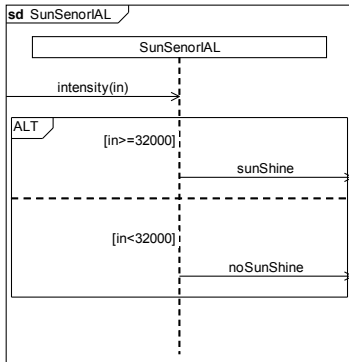 sd SunSenorIAL
SunSenorIAL
intensity(in)
ALT
[in>=32000]
sunShine
[in<32000]
noSunShine